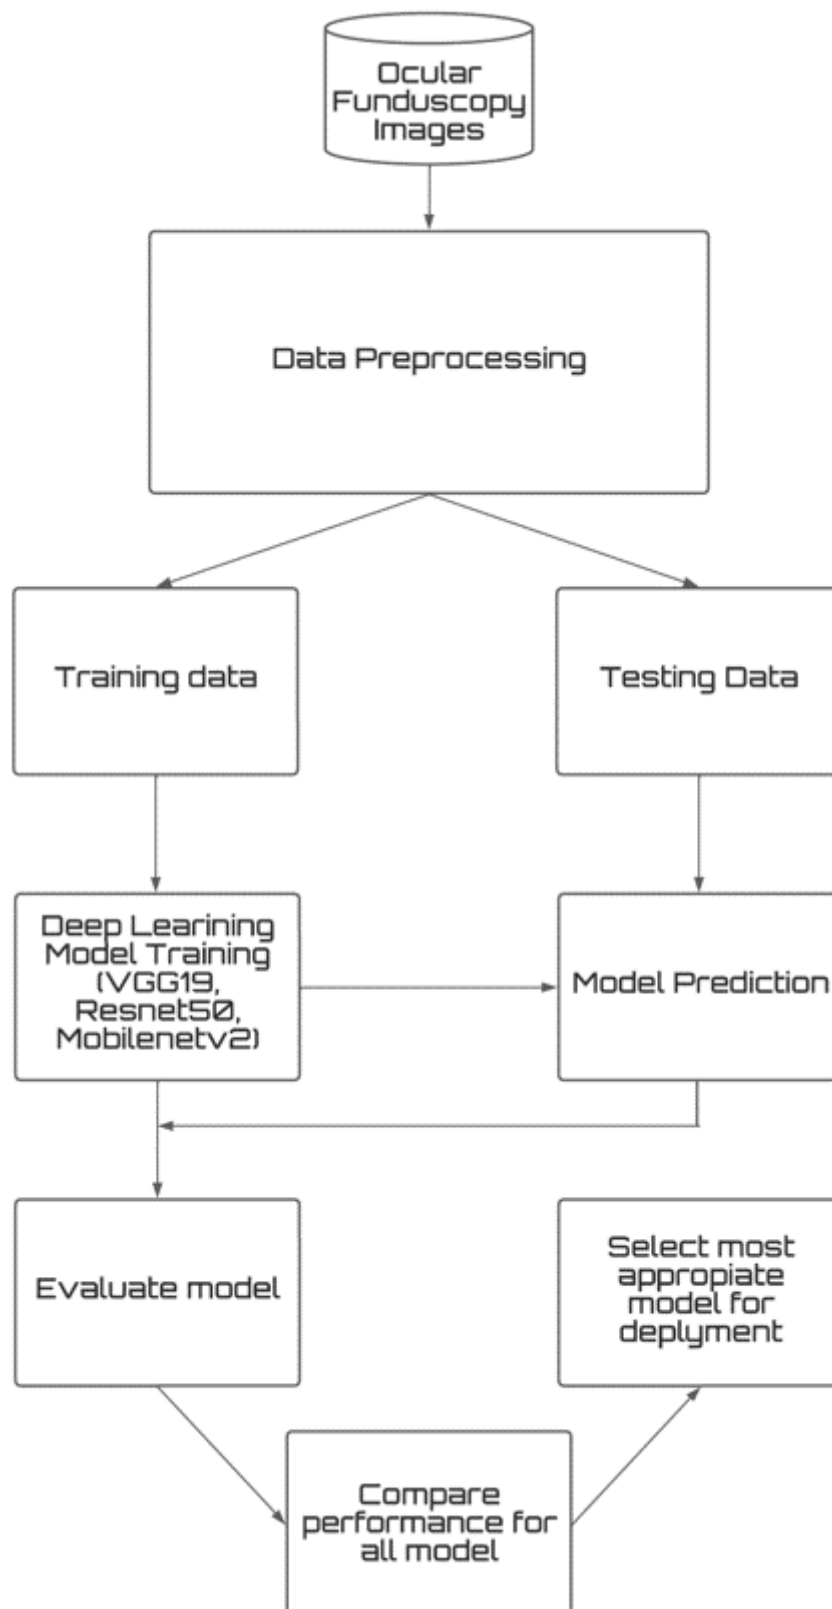 Ocular
Funduscopy
Images
Data Preprocessing
Training data
Testing Data
Deep Learining
Model Training
(VGG19,
Resnet50,
Mobilenetv2)
Model Prediction
Evaluate model
Select most
appropiate
model for
deplyment
Compare
performance for
all model